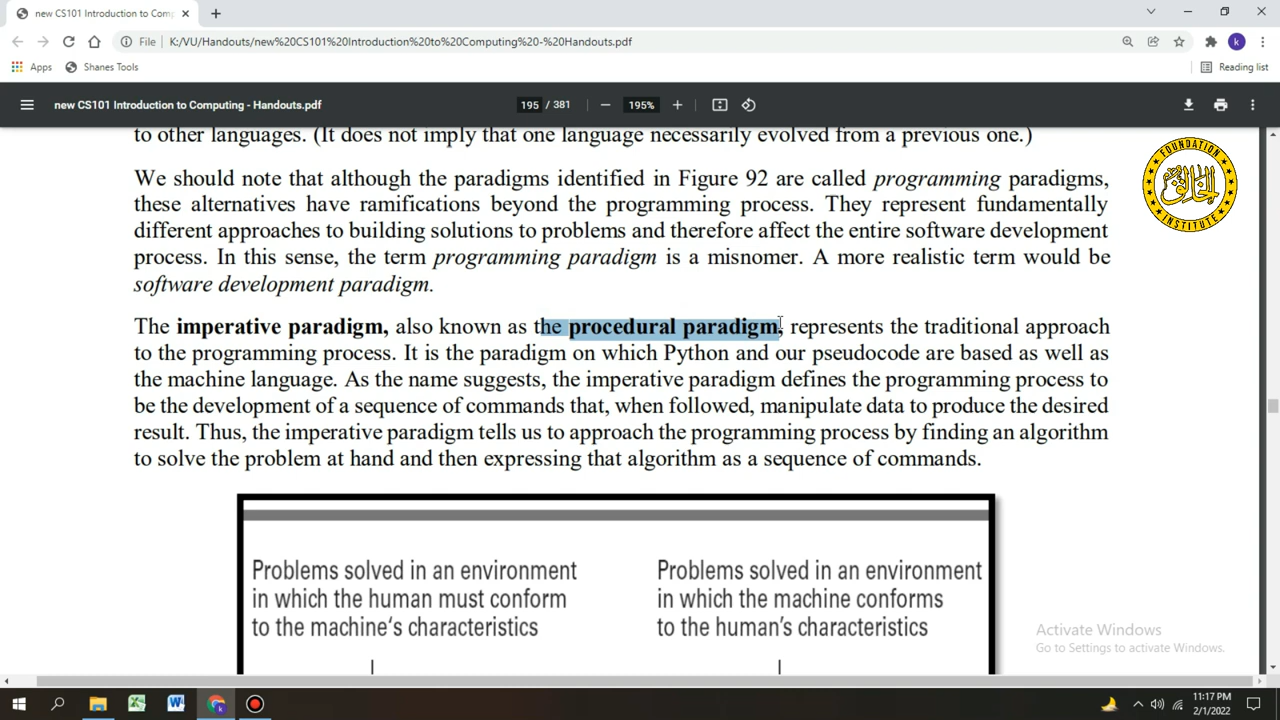 new CS101 Introduction to Comp
File
K:/VU/Handouts/new%20CS101%20Introduction%20to%20Computing%20-%20Handouts.pdf
k
Apps
Shanes Tools
Reading list
new CS101 Introduction to Computing - Handouts.pdf
195 / 381
195%
to other languages. (It does not imply that one language necessarily evolved from a previous one.)
We should note that although the paradigms identified in Figure 92 are called programming paradigms,
these alternatives have ramifications beyond the programming process. They represent fundamentally
different approaches to building solutions to problems and therefore affect the entire software development
process. In this sense, the term programming paradigm is a misnomer. A more realistic term would be
software development paradigm.
The imperative paradigm, also known as the procedural paradigm, represents the traditional approach
to the programming process. It is the paradigm on which Python and our pseudocode are based as well as
the machine language. As the name suggests, the imperative paradigm defines the programming process to
be the development of a sequence of commands that, when followed, manipulate data to produce the desired
result. Thus, the imperative paradigm tells us to approach the programming process by finding an algorithm
to solve the problem at hand and then expressing that algorithm as a sequence of commands.
Problems solved in an environment
in which the human must conform
to the machine's characteristics
Problems solved in an environment
in which the machine conforms
to the human's characteristics
FOUNDATION
INSTITUTE
Activate Windows
Go to Settings to activate Windows.
11:17 PM
2/1/2022